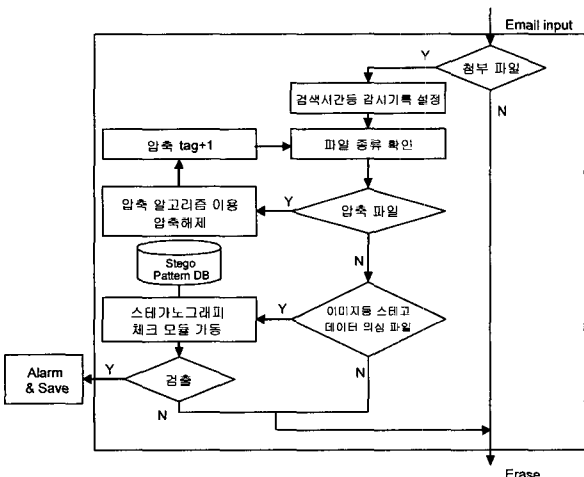 Email input
Y
첨부 파일
검색시간등 감시기록 설정
N
압축 tag+1
파일 종류 확인
압축 알고리즘 이용
압축해제
Y
압축 파일
N
Stego
Pattern DB
스테가노그래피
체크 모듈 가동
Y
이미지등 스테고
데이터 의심 파일
N
Alarm
& Save
Y
검출
N
Erase